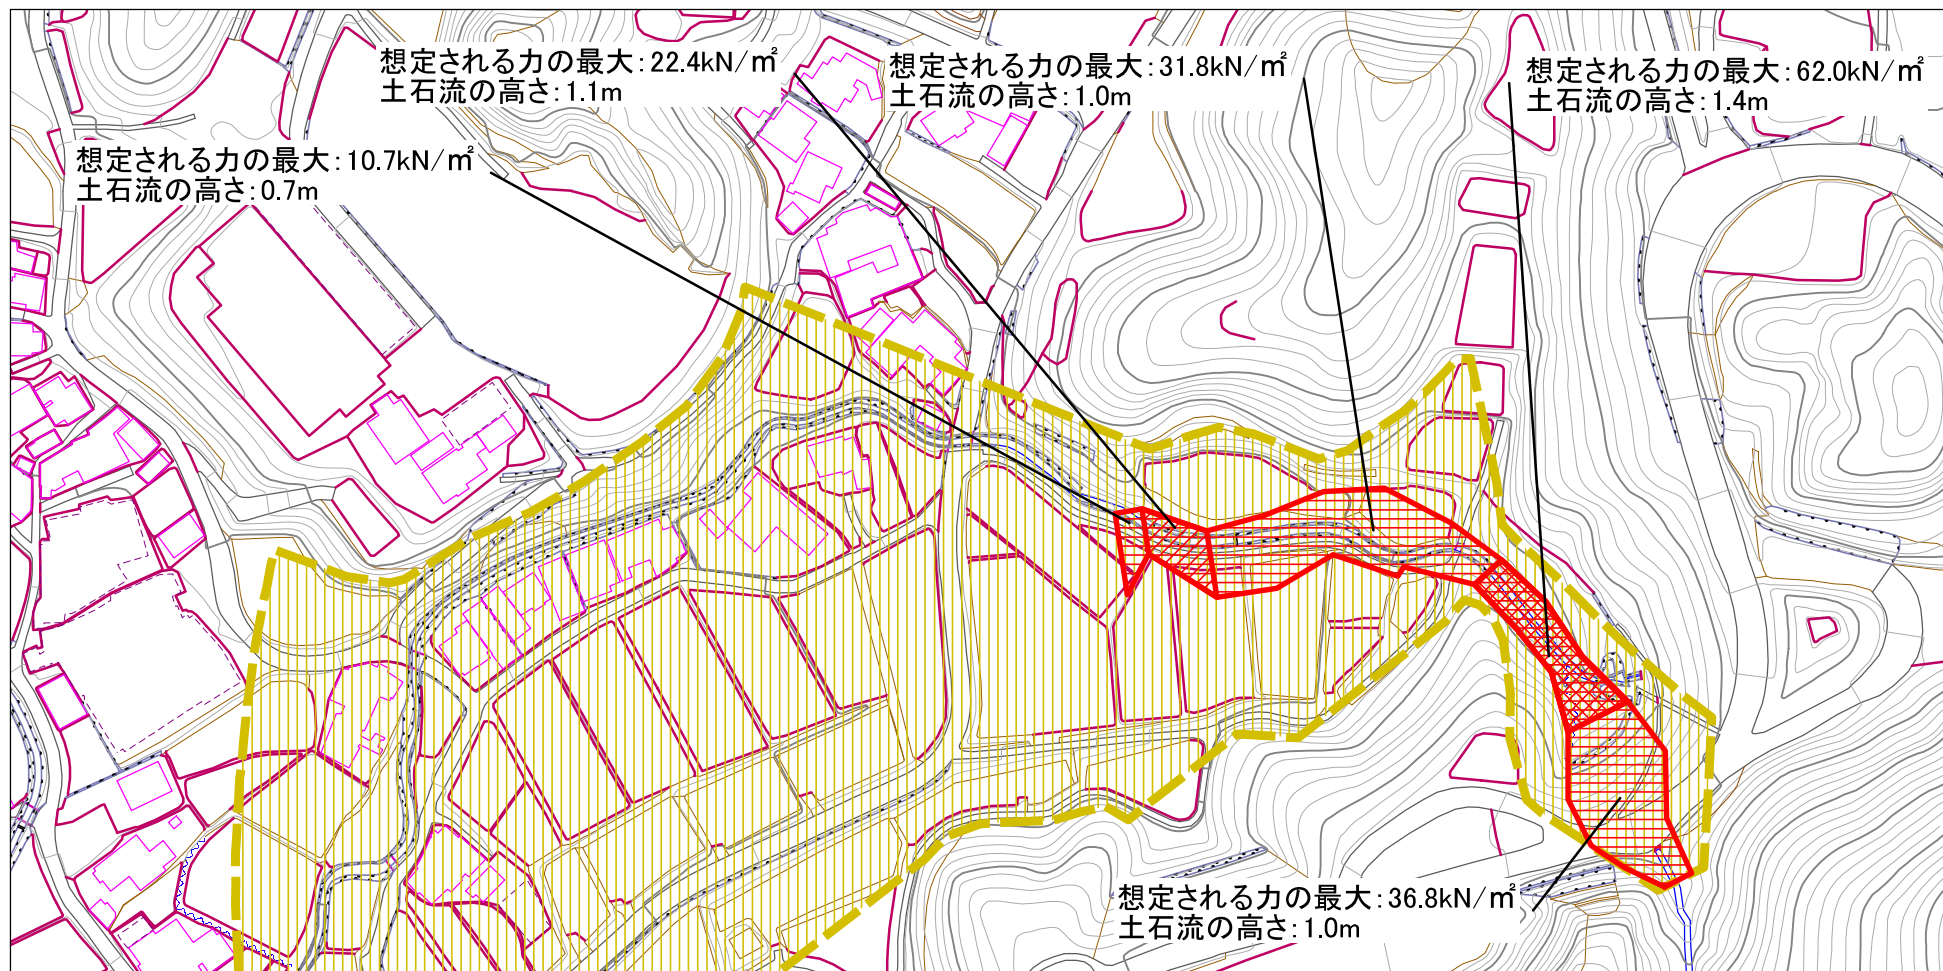 想定される力の最大：22.4kN/㎡
土石流の高さ：1.1m
想定される力の最大：31.8kN/㎡
土石流の高さ：1.0m
想定される力の最大：62.0kN/㎡
土石流の高さ：1.4m
想定される力の最大：10.7kN/㎡
土石流の高さ：0.7m
想定される力の最大：36.8kN/㎡
土石流の高さ：1.0m